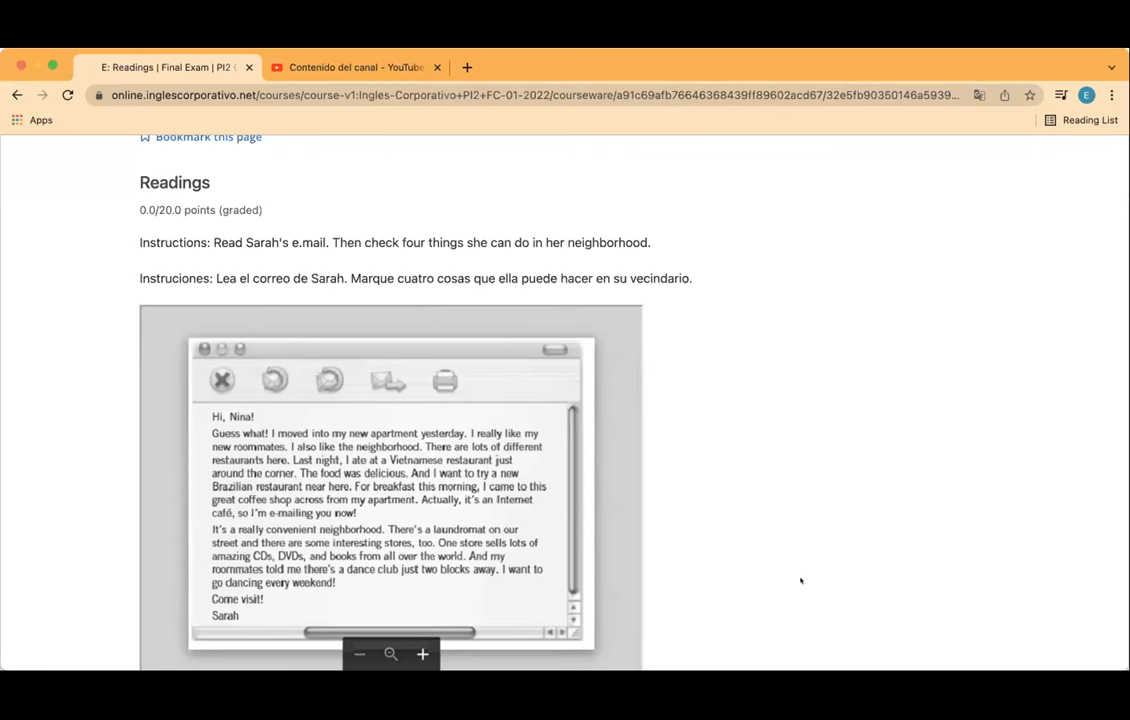 E: Readings | Final Exam | PI2 (
Contenido del canal - YouTube
online.inglescorporativo.net/courses/course-v1:Ingles-Corporativo+PI2+FC-01-2022/courseware/a91c69afb76646368439ff89602acd67/32e5fb90350146a5939...
E
Apps
Reading List
Bookmark this page
Readings
0.0/20.0 points (graded)
Instructions: Read Sarah's e.mail. Then check four things she can do in her neighborhood.
Instruciones: Lea el correo de Sarah. Marque cuatro cosas que ella puede hacer en su vecindario.
Hi, Nina!
Guess what! I moved into my new apartment yesterday. I really like my
new roommates. I also like the neighborhood. There are lots of different
restaurants here. Last night, I ate at a Vietnamese restaurant just
around the corner. The food was delicious. And I want to try a new
Brazilian restaurant near here. For breakfast this morning, I came to this
great coffee shop across from my apartment. Actually, it's an Internet
café, so I'm e-mailing you now!
It's a really convenient neighborhood. There's a laundromat on our
street and there are some interesting stores, too. One store sells lots of
amazing CDs, DVDs, and books from all over the world. And my
roommates told me there's a dance club just two blocks away. I want to
go dancing every weekend!
Come visit!
Sarah